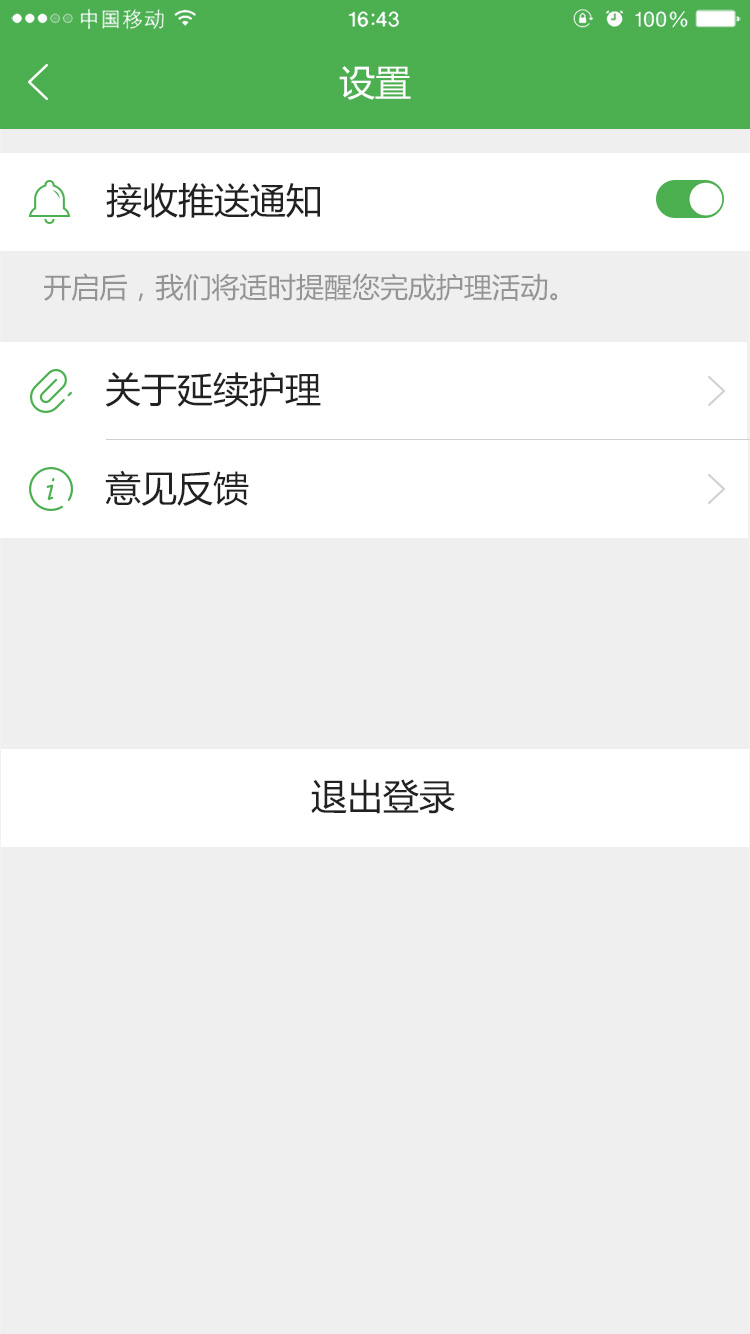 中国移动 16:43 100%
设置
接收推送通知
开启后，我们将适时提醒您完成护理活动。
关于延续护理
意见反馈
退出登录